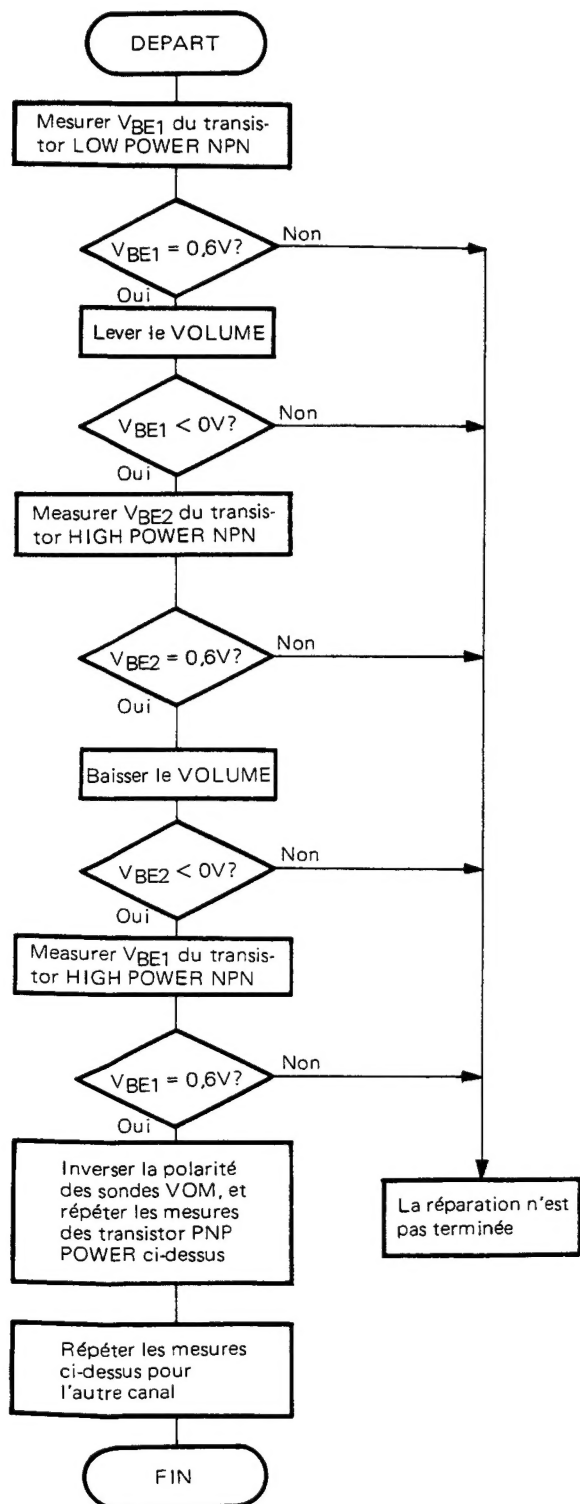 DEPART
Mesurer VBE1 du transis-
tor LOW POWER NPN
VBE1 = 0,6V?
Non
Oui
Lever le VOLUME
VBE1 < 0V?
Non
Oui
Measurer VBE2 du transis-
tor HIGH POWER NPN
VBE2 = 0,6V?
Non
Oui
Baisser le VOLUME
VBE2 < 0V?
Non
Oui
Measurer VBE1 du transis-
tor HIGH POWER NPN
VBE1 = 0,6V?
Non
Oui
Inverser la polarité
des sondes VOM, et
répéter les mesures
des transistor PNP
POWER ci-dessus
La réparation n'est
pas terminée
Répéter les mesures
ci-dessus pour
l'autre canal
FIN